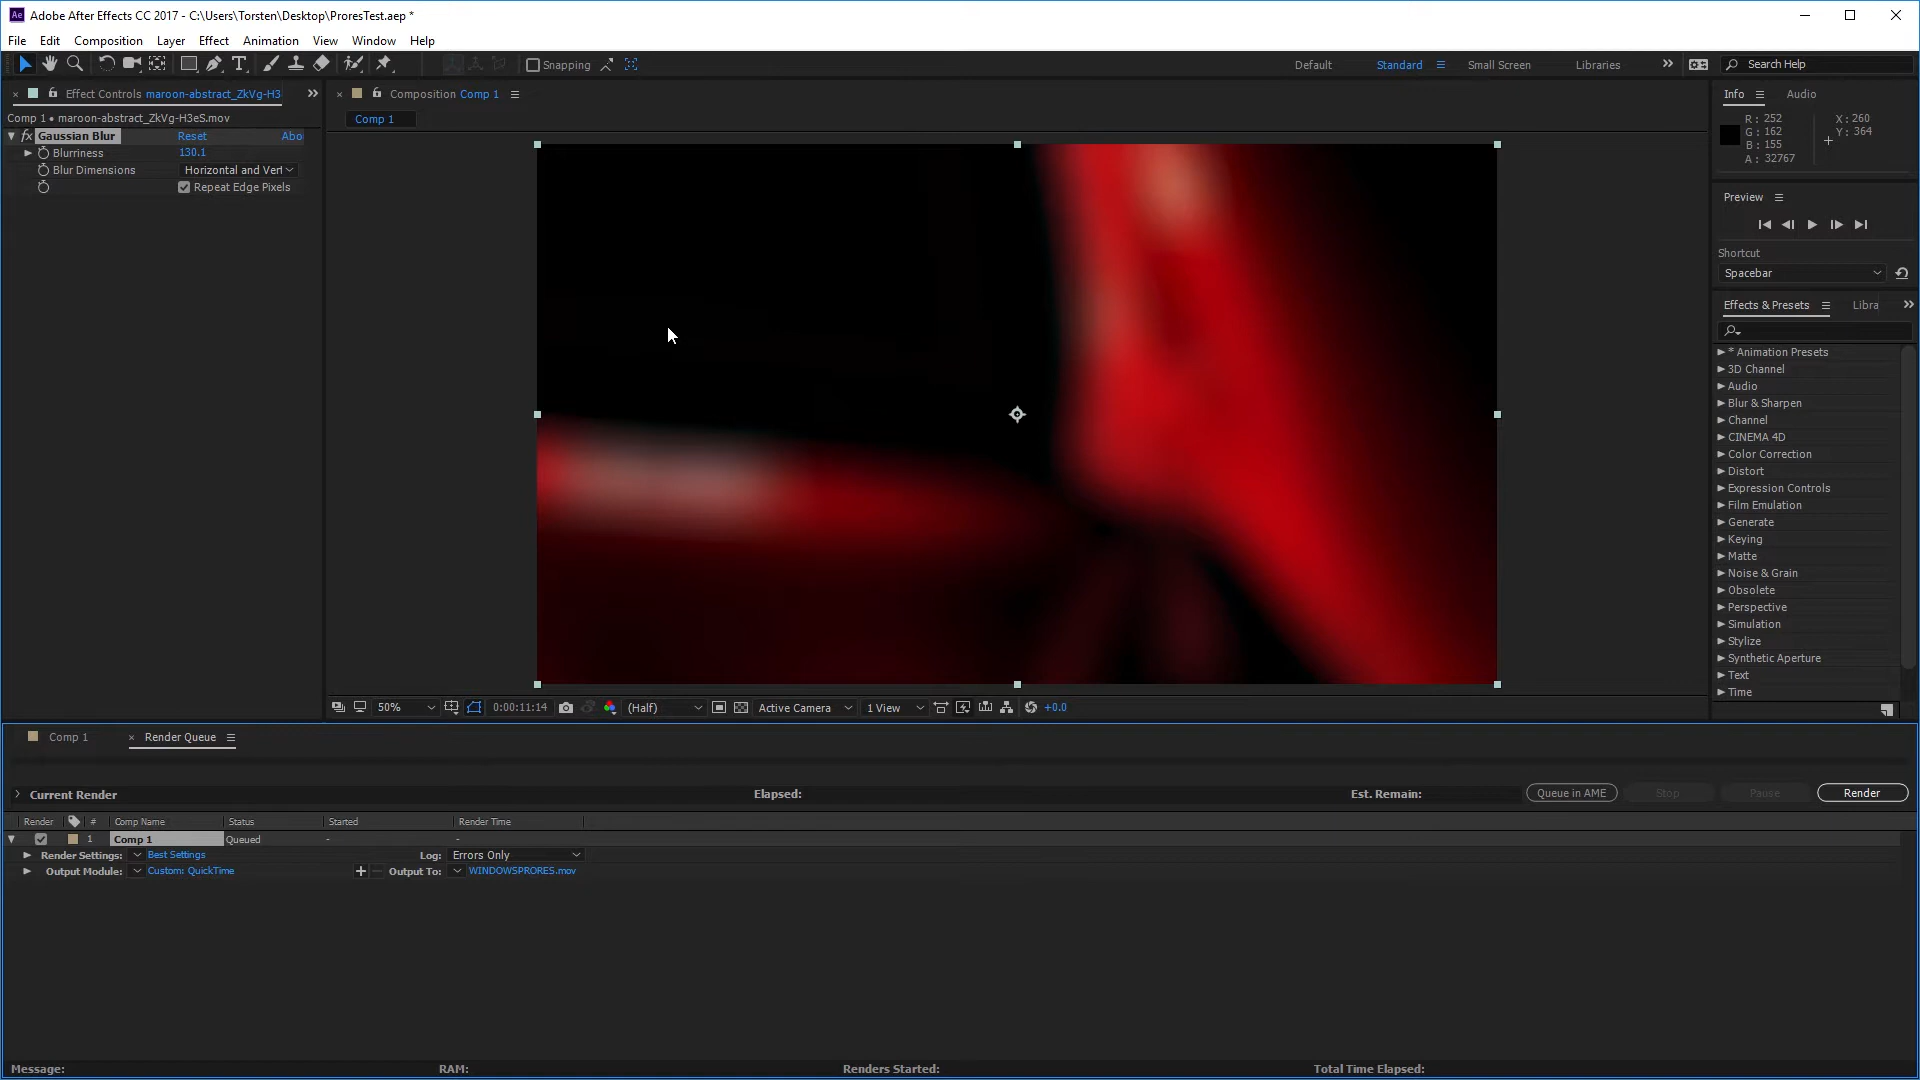 Adobe After Effects CC 2017 - C:\Users\Torsten\Desktop\ProresTest.aep *
File Edit Composition Layer Effect Animation View Window Help
Snapping
Default Standard Small Screen Libraries
Search Help
Effect Controls maroon-abstract_ZkVg-H3
Comp 1 • maroon-abstract_ZkVg-H3eS.mov
fx Gaussian Blur Reset Abo
Blurriness 130.1
Blur Dimensions Horizontal and Vert
Repeat Edge Pixels
Composition Comp 1
Comp 1
50% 0:00:11:14 (Half) Active Camera 1 View +0.0
Info Audio
R: 252 X: 260
G: 162 Y: 364
B: 155
A: 32767
Preview
Shortcut
Spacebar
Effects & Presets Libra
* Animation Presets
3D Channel
Audio
Blur & Sharpen
Channel
CINEMA 4D
Color Correction
Distort
Expression Controls
Film Emulation
Generate
Keying
Matte
Noise & Grain
Obsolete
Perspective
Simulation
Stylize
Synthetic Aperture
Text
Time
Comp 1 Render Queue
Current Render Elapsed: Est. Remain: Queue in AME Stop Pause Render
Render # Comp Name Status Started Render Time
1 Comp 1 Queued - -
Render Settings: Best Settings Log: Errors Only
Output Module: Custom: QuickTime Output To: WINDOWSPRORES.mov
Message: RAM: Renders Started: Total Time Elapsed: